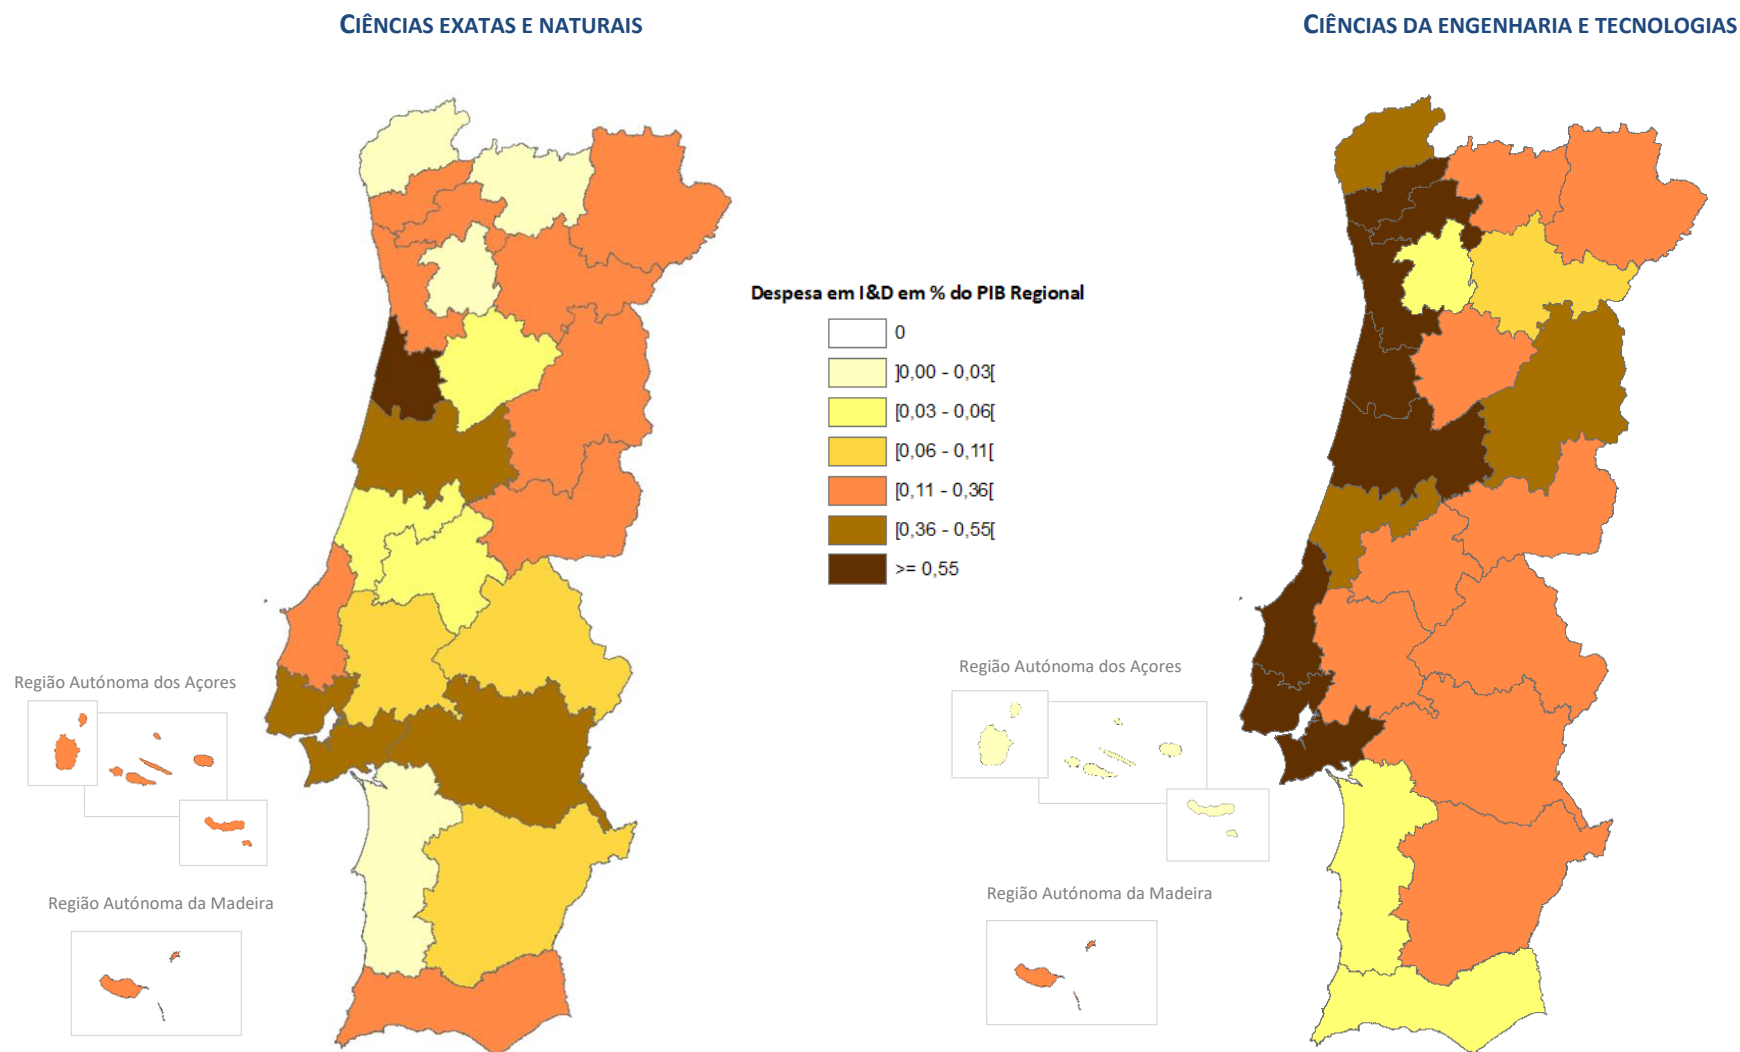 CIÊNCIAS EXATAS E NATURAIS
CIÊNCIAS DA ENGENHARIA E TECNOLOGIAS
Despesa em I&D em % do PIB Regional
0
]0,00 - 0,03[
[0,03 - 0,06[
[0,06 - 0,11[
[0,11 - 0,36[
[0,36 - 0,55[
>= 0,55
Região Autónoma dos Açores
Região Autónoma da Madeira
Região Autónoma dos Açores
Região Autónoma da Madeira